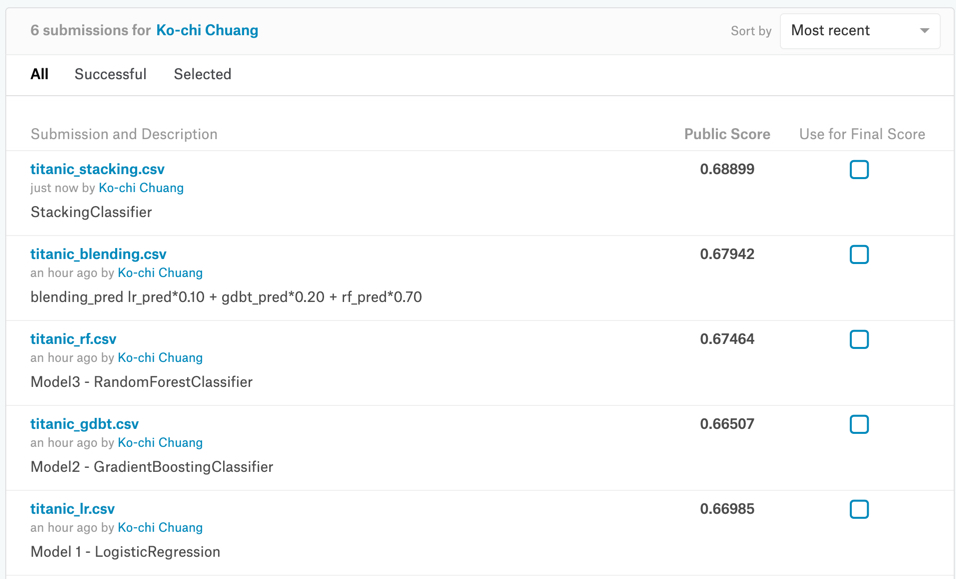 6 submissions for Ko-chi Chuang Sort by Most recent
All Successful Selected
Submission and Description Public Score Use for Final Score
titanic_stacking.csv 0.68899
just now by Ko-chi Chuang
StackingClassifier
titanic_blending.csv 0.67942
an hour ago by Ko-chi Chuang
blending_pred lr_pred*0.10 + gdbt_pred*0.20 + rf_pred*0.70
titanic_rf.csv 0.67464
an hour ago by Ko-chi Chuang
Model3 - RandomForestClassifier
titanic_gdbt.csv 0.66507
an hour ago by Ko-chi Chuang
Model2 - GradientBoostingClassifier
titanic_lr.csv 0.66985
an hour ago by Ko-chi Chuang
Model 1 - LogisticRegression